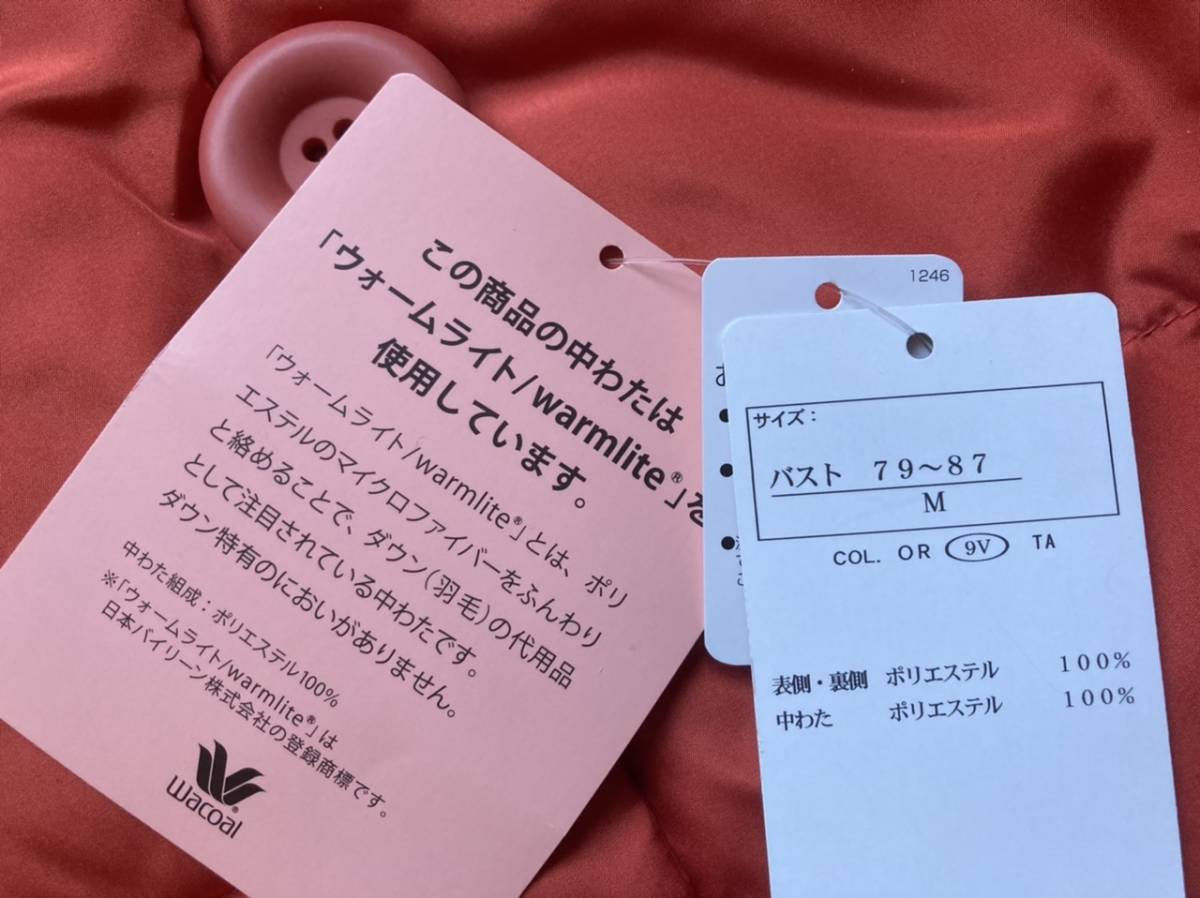 この商品の中わたは
「ウォームライト/warmlite®」を
使用しています。
「ウォームライト/warmlite®」とは、ポリ
エステルのマイクロファイバーをふんわり
と絡めることで、ダウン(羽毛)の代用品
として注目されている中わたです。
ダウン特有のにおいがありません。
中わた組成:ポリエステル100%
※「ウォームライト/warmlite®」は
日本バイリーン株式会社の登録商標です。
wacoal
1246
お
サイズ:
バスト 79〜87
M
COL. OR 9V TA
表側・裏側 ポリエステル 100%
中わた ポリエステル 100%